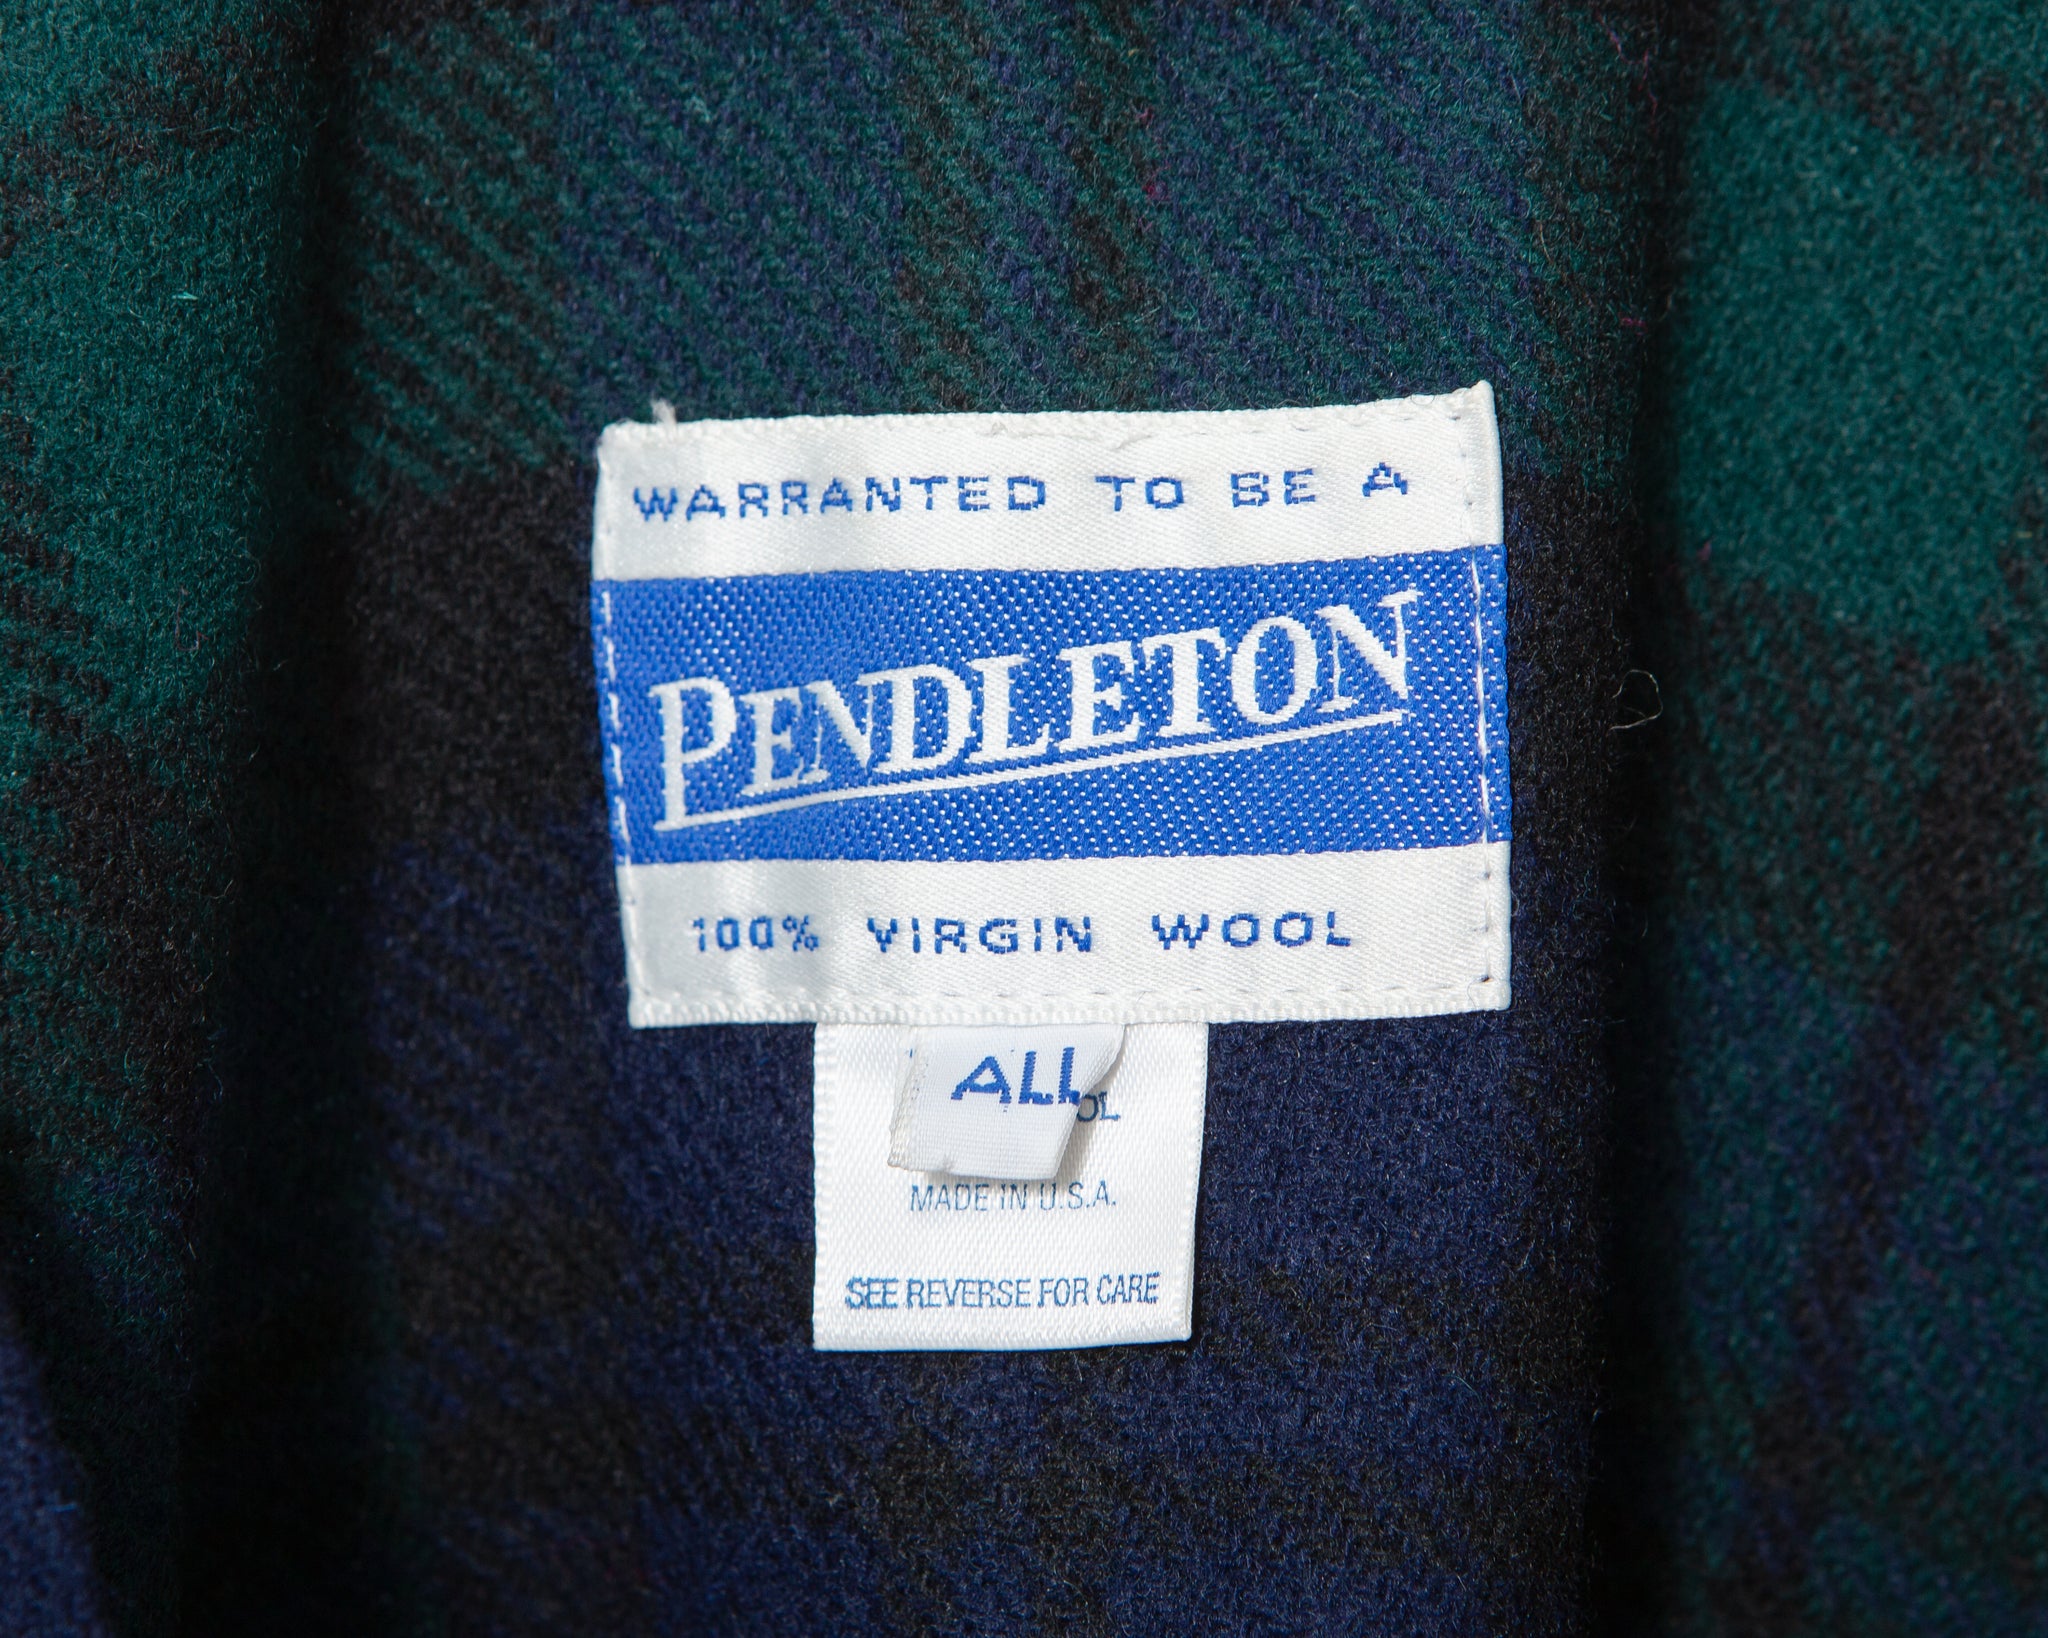 WARRANTED TO BE A
PENDLETON
100% VIRGIN WOOL
ALL
MADE IN U.S.A.
SEE REVERSE FOR CARE